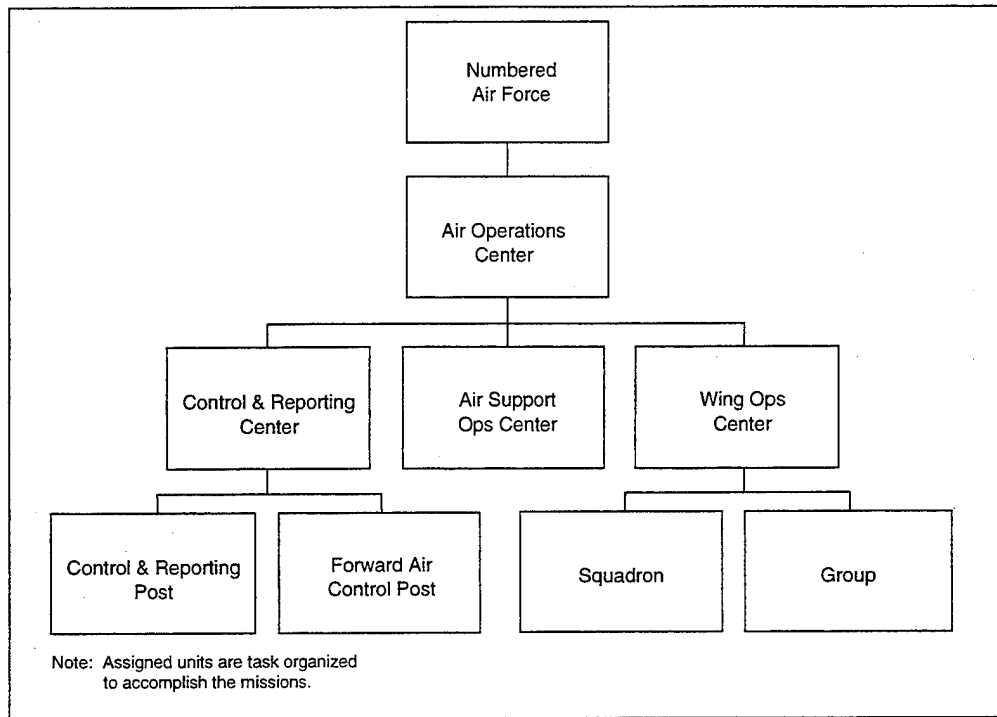 Numbered
Air Force
Air Operations
Center
Control & Reporting
Center
Air Support
Ops Center
Wing Ops
Center
Control & Reporting
Post
Forward Air
Control Post
Squadron
Group
Note: Assigned units are task organized
to accomplish the missions.